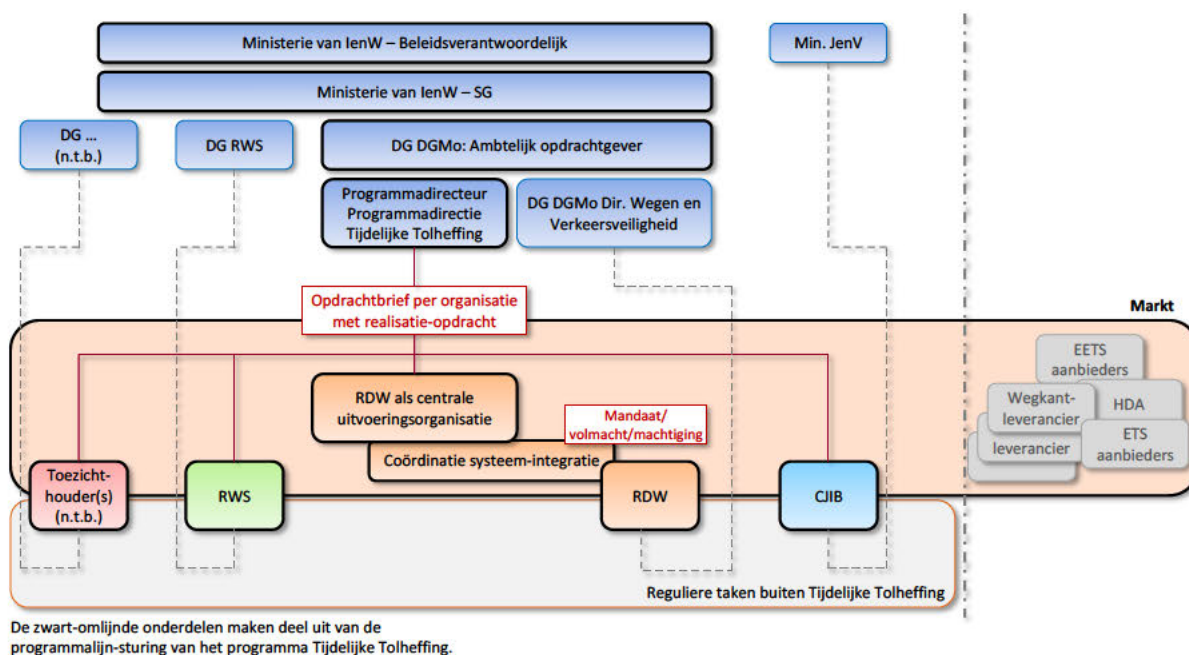 Ministerie van IenW – Beleidsverantwoordelijk
Min. JenV
Ministerie van IenW – SG
DG ...
(n.t.b.)
DG RWS
DG DGMo: Ambtelijk opdrachtgever
Programmadirecteur
Programmadirectie
Tijdelijke Tolheffing
DG DGMo Dir. Wegen en
Verkeersveiligheid
Opdrachtbrief per organisatie
met realisatie-opdracht
Markt
EETS
aanbieders
RDW als centrale
uitvoeringsorganisatie
Wegkant-
leverancier
HDA
Mandaat/
volmacht/machtiging
leverancier
ETS
aanbieders
Coördinatie systeem-integratie
Toezicht-
houder(s)
(n.t.b.)
RWS
RDW
CJIB
Reguliere taken buiten Tijdelijke Tolheffing
De zwart-omlijnde onderdelen maken deel uit van de
programmalijn-sturing van het programma Tijdelijke Tolheffing.